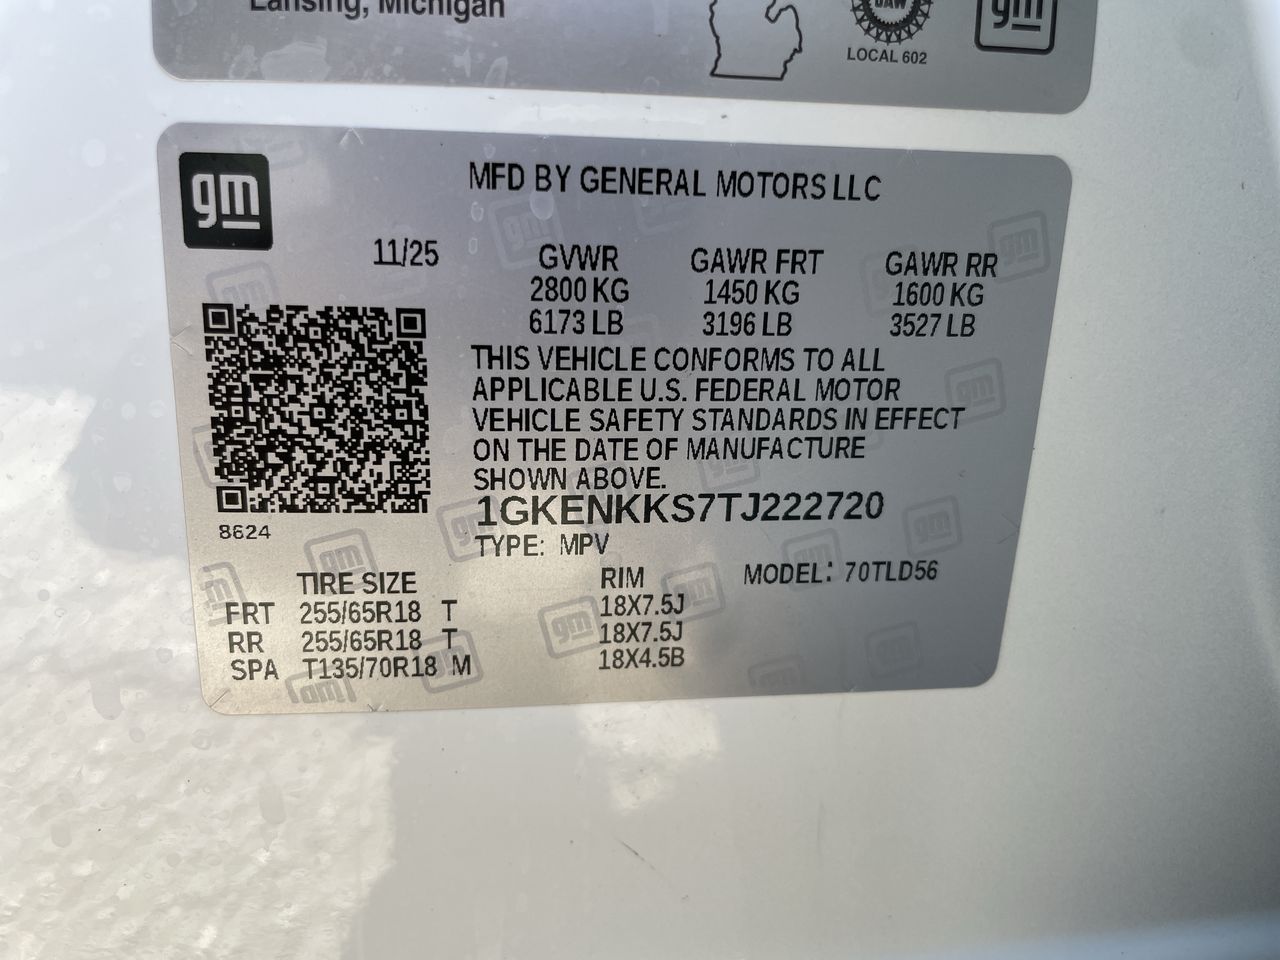 Lansing, Michigan
UAW
LOCAL 602
gm
gm
MFD BY GENERAL MOTORS LLC
11/25
GVWR GAWR FRT GAWR RR
2800 KG 1450 KG 1600 KG
6173 LB 3196 LB 3527 LB
THIS VEHICLE CONFORMS TO ALL
APPLICABLE U.S. FEDERAL MOTOR
VEHICLE SAFETY STANDARDS IN EFFECT
ON THE DATE OF MANUFACTURE
SHOWN ABOVE.
1GKENKKS7TJ222720
8624
TYPE: MPV
TIRE SIZE RIM MODEL: 70TLD56
FRT 255/65R18 T 18X7.5J
RR 255/65R18 T 18X7.5J
SPA T135/70R18 M 18X4.5B